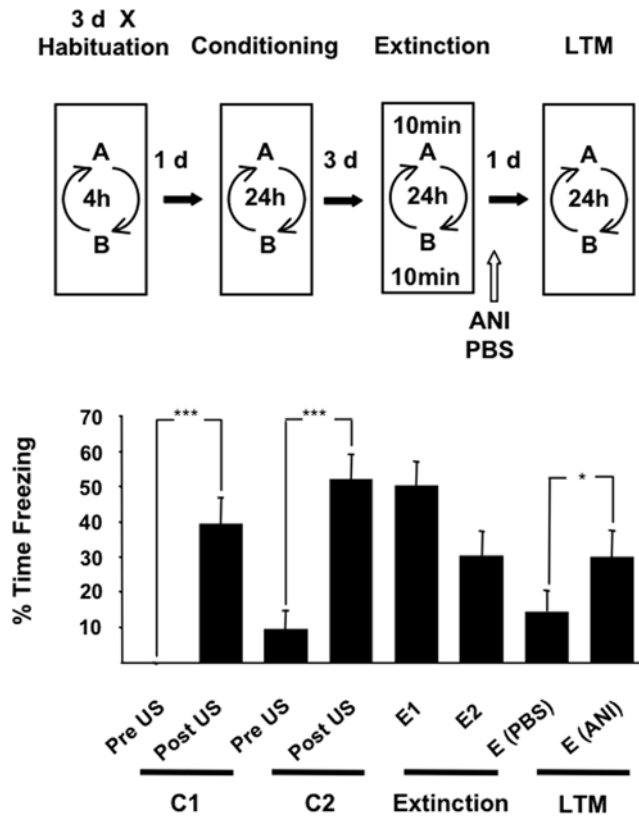 3 d X
Habituation Conditioning Extinction LTM
10min
A A A A
1 d 3 d 1 d
4h 24h 24h 24h
B B B B
10min
ANI
PBS
70
*** ***
60
50
*
40
30
20
10
% Time Freezing
Pre US Post US Pre US Post US E1 E2 E (PBS) E (ANI)
C1 C2 Extinction LTM